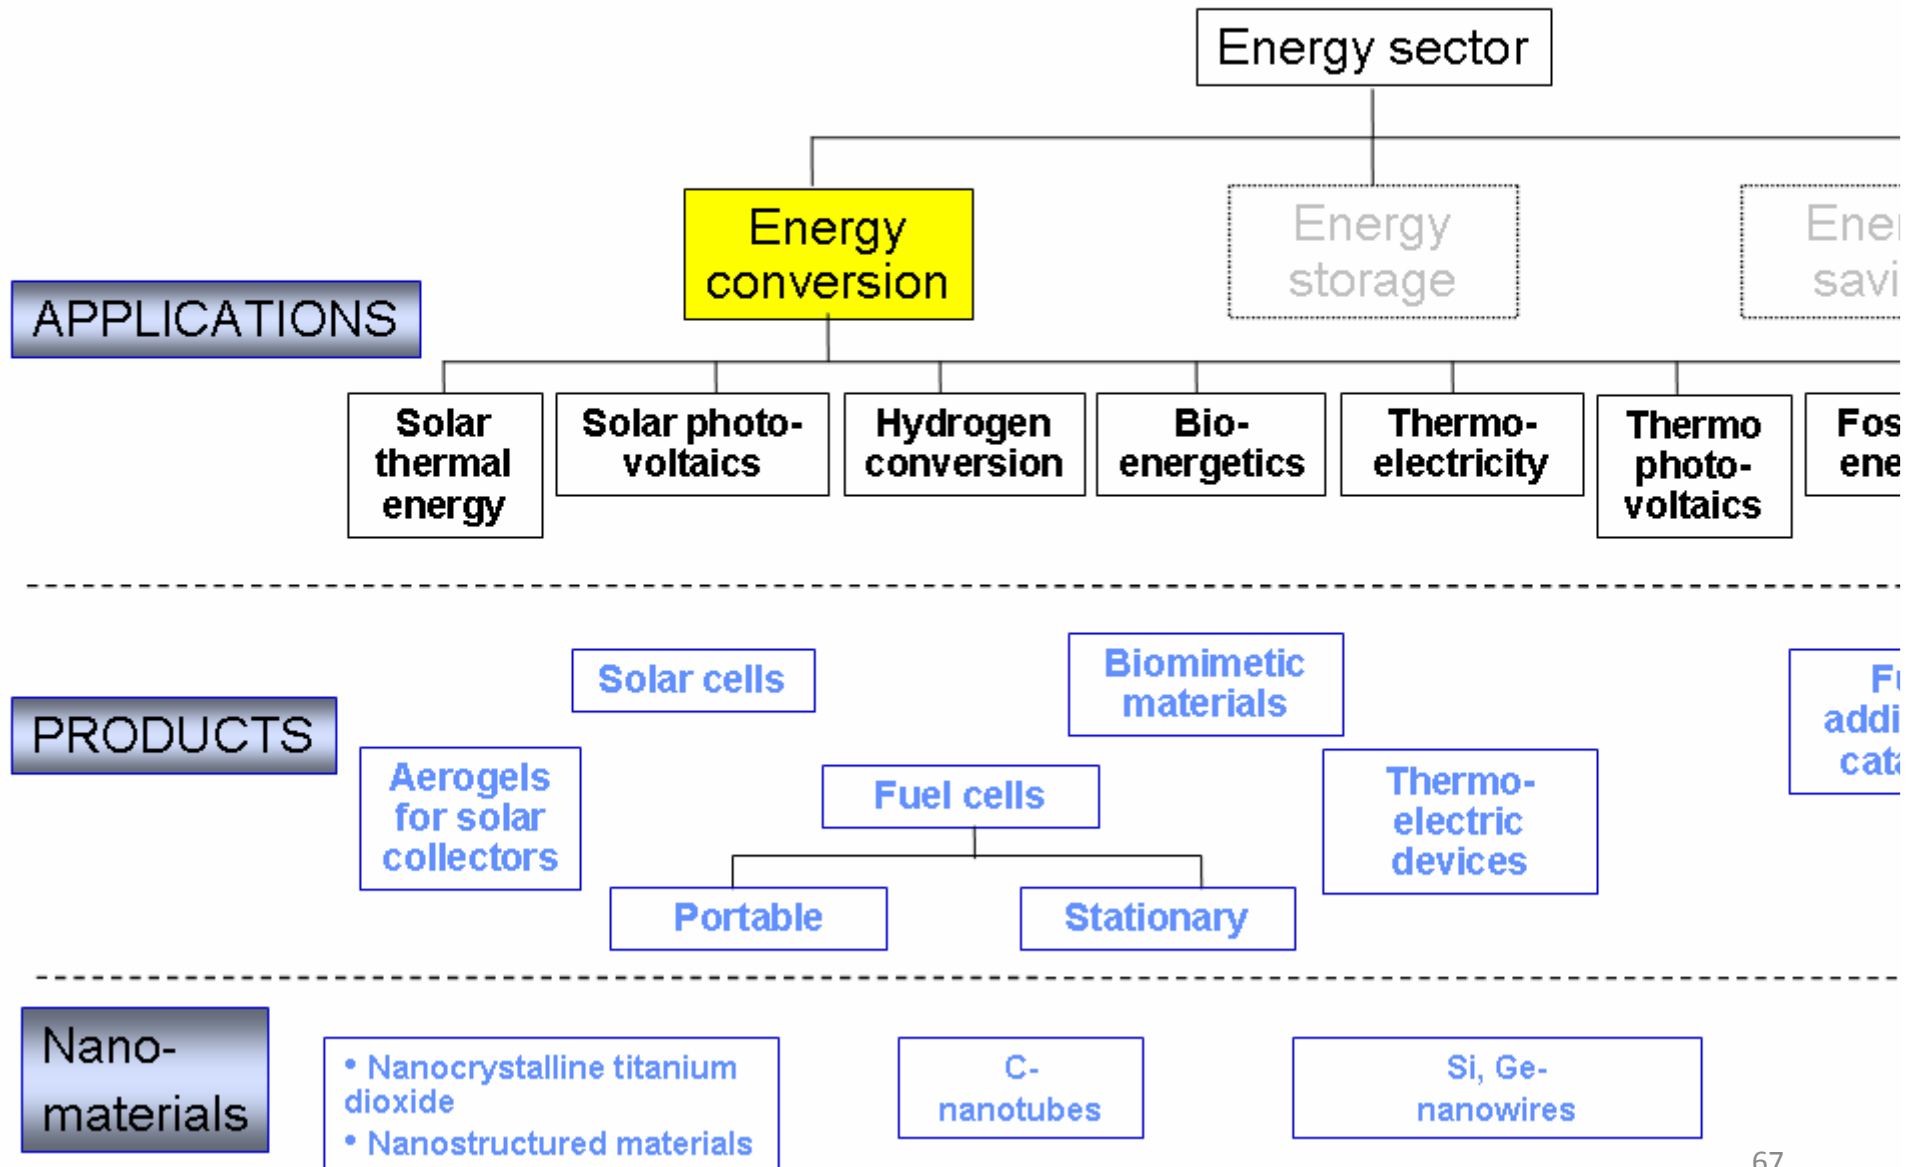 Energy sector
Energy
conversion
Energy
storage
APPLICATIONS
Solar
thermal
energy
Solar photo-
voltaics
Hydrogen
conversion
Bio-
energetics
Thermo-
electricity
Thermo
photo-
voltaics
Solar cells
Biomimetic
materials
PRODUCTS
Aerogels
for solar
collectors
Fuel cells
Thermo-
electric
devices
Portable
Stationary
Nano-
materials
• Nanocrystalline titanium
dioxide
• Nanostructured materials
C-
nanotubes
Si, Ge-
nanowires
67